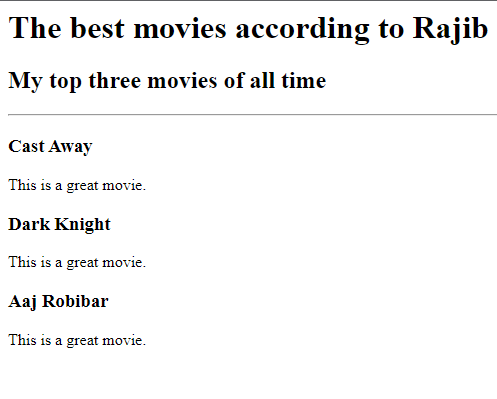 The best movies according to Rajib
My top three movies of all time
Cast Away
This is a great movie.
Dark Knight
This is a great movie.
Aaj Robibar
This is a great movie.